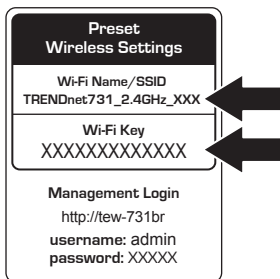 Preset
Wireless Settings
Wi-Fi Name/SSID
TRENDnet731_2.4GHz_XXX
Wi-Fi Key
XXXXXXXXXXXXX
Management Login
http://tew-731br
username: admin
password: XXXXX